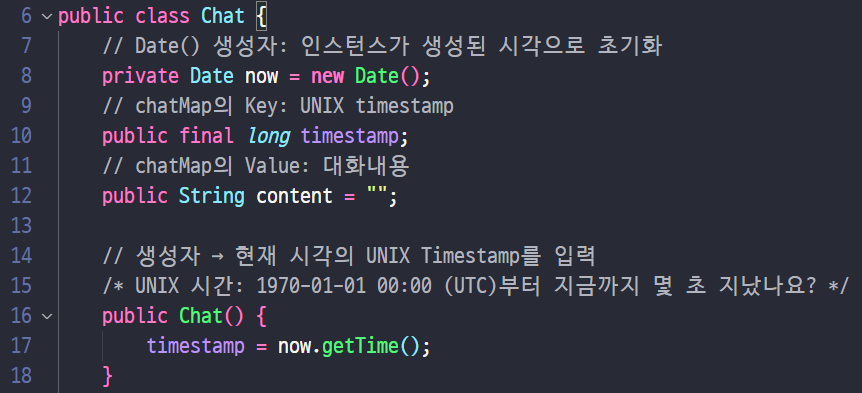 6 public class Chat {
7 // Date() 생성자: 인스턴스가 생성된 시각으로 초기화
8 private Date now = new Date();
9 // chatMap의 Key: UNIX timestamp
10 public final long timestamp;
11 // chatMap의 Value: 대화내용
12 public String content = "";
13
14 // 생성자 → 현재 시각의 UNIX Timestamp를 입력
15 /* UNIX 시간: 1970-01-01 00:00 (UTC)부터 지금까지 몇 초 지났나요? */
16 public Chat() {
17 timestamp = now.getTime();
18 }